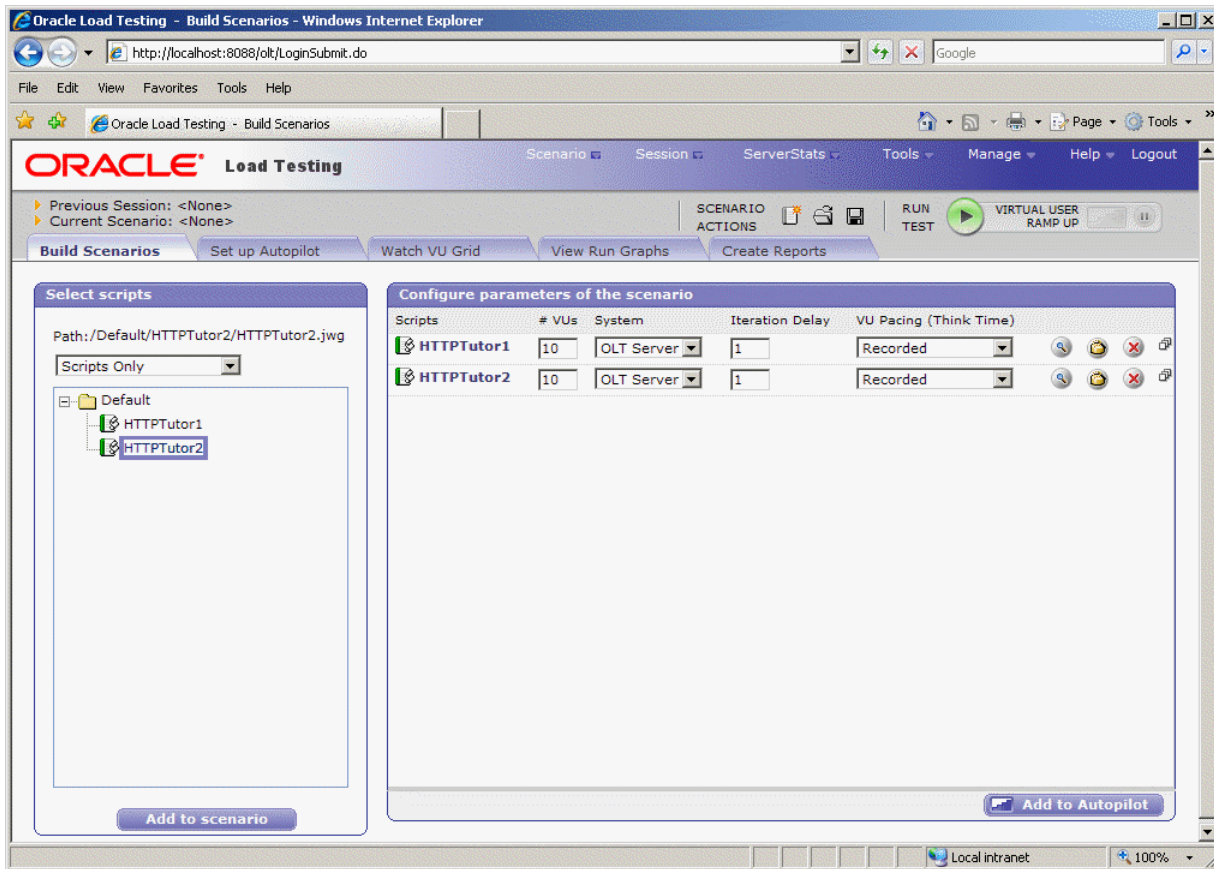 Oracle Load Testing - Build Scenarios - Windows Internet Explorer
http://localhost:8088/olt/LoginSubmit.do
Google
File Edit View Favorites Tools Help
Oracle Load Testing - Build Scenarios
Page Tools
ORACLE Load Testing
Scenario Session ServerStats Tools Manage Help Logout
Previous Session: <None>
Current Scenario: <None>
SCENARIO ACTIONS
RUN TEST
VIRTUAL USER RAMP UP
Build Scenarios Set up Autopilot Watch VU Grid View Run Graphs Create Reports
Select scripts
Path:/Default/HTTPTutor2/HTTPTutor2.jwg
Scripts Only
Default
HTTPTutor1
HTTPTutor2
Add to scenario
Configure parameters of the scenario
Scripts # VUs System Iteration Delay VU Pacing (Think Time)
HTTPTutor1 10 OLT Server 1 Recorded
HTTPTutor2 10 OLT Server 1 Recorded
Add to Autopilot
Local intranet 100%